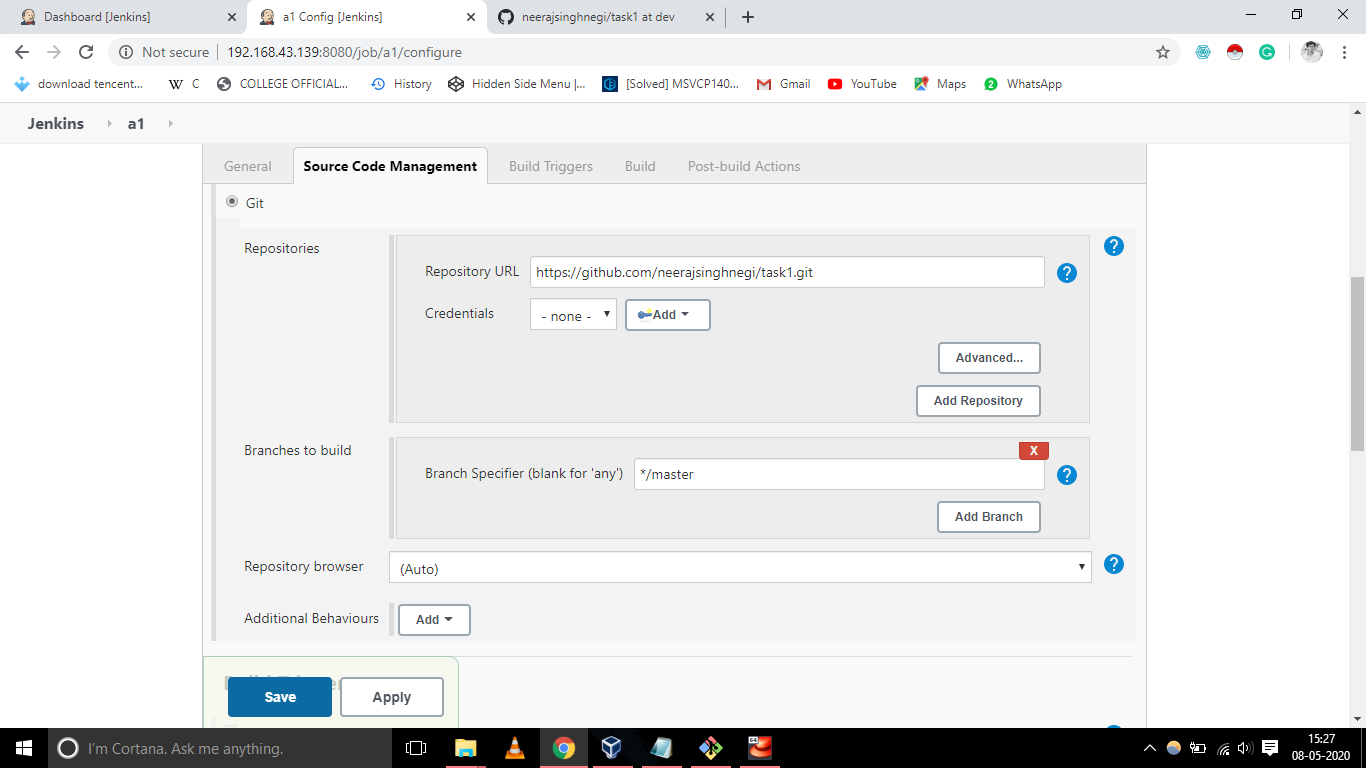 Dashboard [Jenkins]
a1 Config [Jenkins]
neerajsinghnegi/task1 at dev
Not secure
192.168.43.139:8080/job/a1/configure
download tencent...
W
C
COLLEGE OFFICIAL...
History
Hidden Side Menu |...
[Solved] MSVCP140...
Gmail
YouTube
Maps
2
WhatsApp
Jenkins
a1
General
Source Code Management
Build Triggers
Build
Post-build Actions
Git
Repositories
Repository URL
https://github.com/neerajsinghnegi/task1.git
?
?
Credentials
- none -
Add
Advanced...
Add Repository
Branches to build
X
Branch Specifier (blank for 'any')
*/master
?
Add Branch
Repository browser
(Auto)
?
Additional Behaviours
Add
Save
Apply
I'm Cortana. Ask me anything.
15:27
08-05-2020